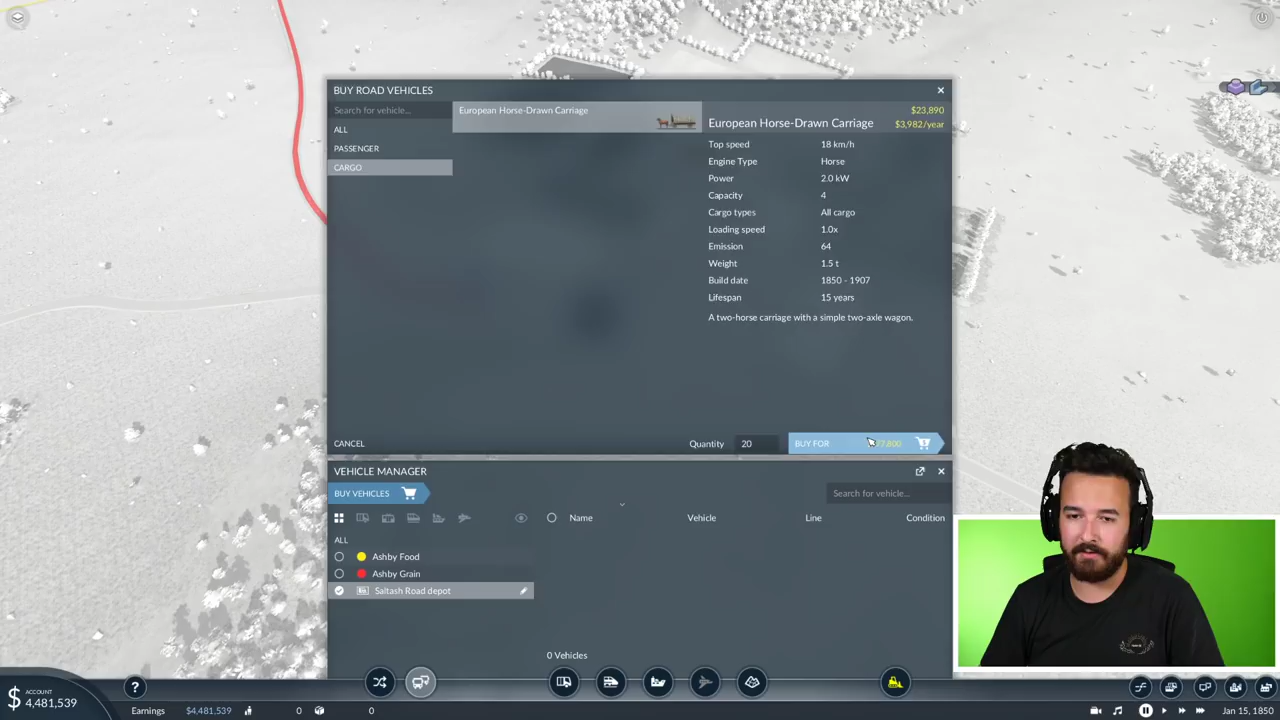 BUY ROAD VEHICLES
Search for vehicle...
ALL
PASSENGER
CARGO
European Horse-Drawn Carriage
$23,890
European Horse-Drawn Carriage $3,982/year
Top speed 18 km/h
Engine Type Horse
Power 2.0 kW
Capacity 4
Cargo types All cargo
Loading speed 1.0x
Emission 64
Weight 1.5 t
Build date 1850 - 1907
Lifespan 15 years
A two-horse carriage with a simple two-axle wagon.
CANCEL Quantity 20 BUY FOR
VEHICLE MANAGER
BUY VEHICLES Search for vehicle...
Name Vehicle Line Condition
ALL
Ashby Food
Ashby Grain
Saltash Road depot
0 Vehicles
$ ACCOUNT
4,481,539
?
Earnings $4,481,539 0 0 Jan 15, 1850